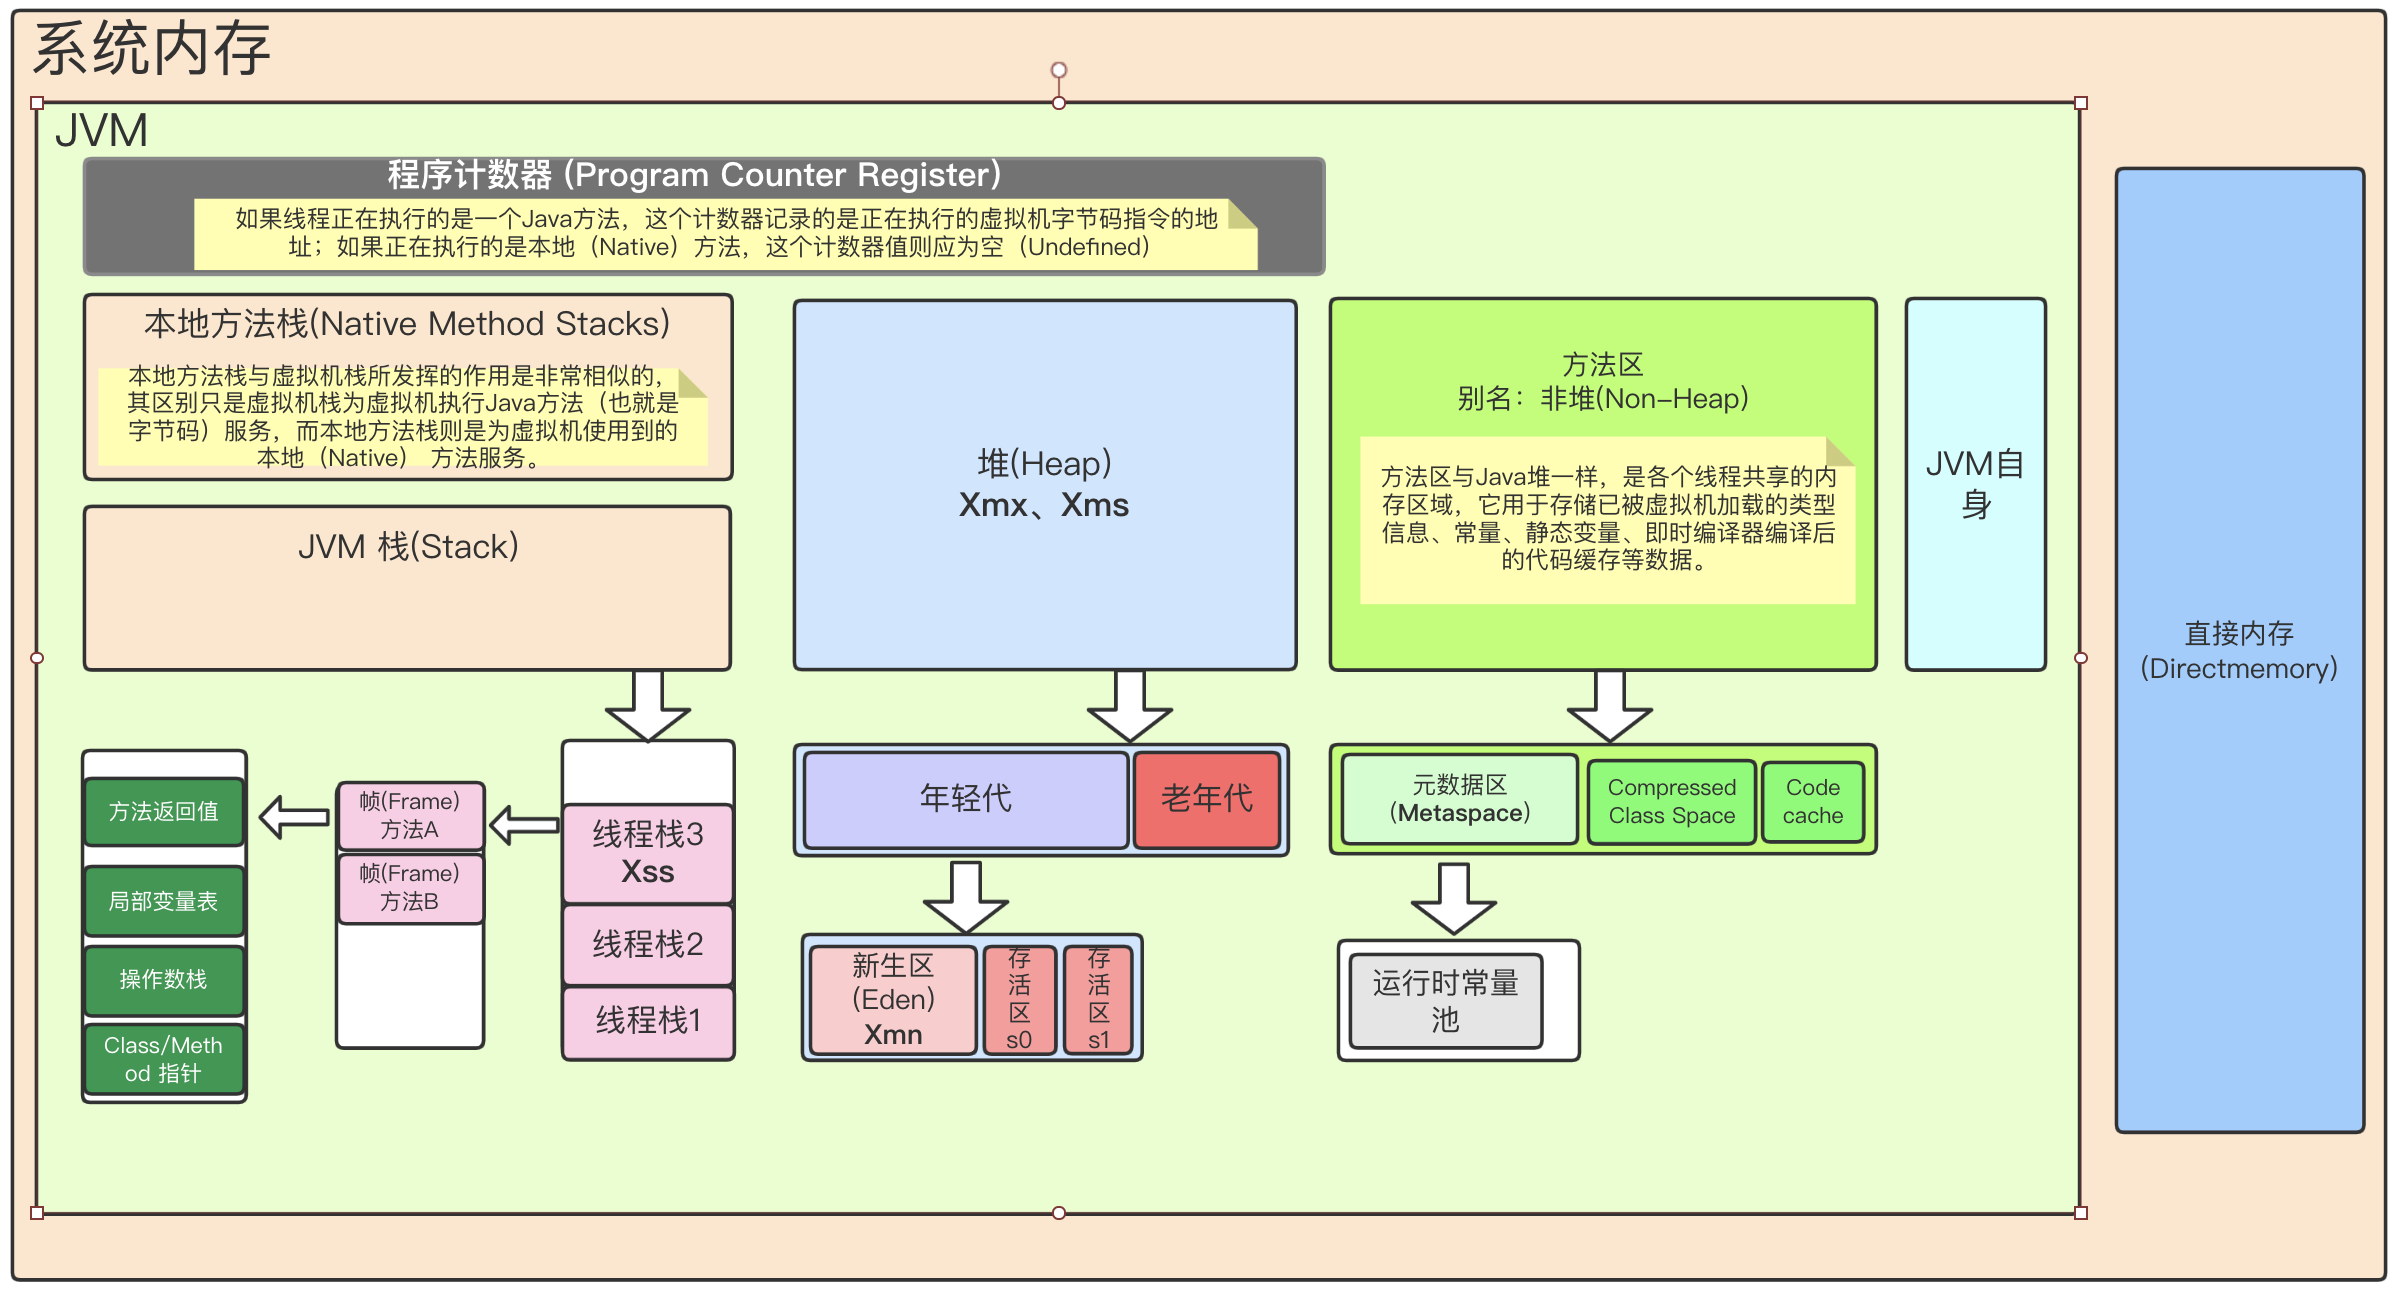 系统内存
JVM
程序计数器 (Program Counter Register)
如果线程正在执行的是一个Java方法，这个计数器记录的是正在执行的虚拟机字节码指令的地
址；如果正在执行的是本地（Native）方法，这个计数器值则应为空（Undefined）
本地方法栈(Native Method Stacks)
本地方法栈与虚拟机栈所发挥的作用是非常相似的，
其区别只是虚拟机栈为虚拟机执行Java方法（也就是
字节码）服务，而本地方法栈则是为虚拟机使用到的
本地（Native） 方法服务。
JVM 栈(Stack)
堆(Heap)
Xmx、Xms
方法区
别名：非堆(Non-Heap)
方法区与Java堆一样，是各个线程共享的内
存区域，它用于存储已被虚拟机加载的类型
信息、常量、静态变量、即时编译器编译后
的代码缓存等数据。
JVM自
身
直接内存
(Directmemory)
方法返回值
局部变量表
操作数栈
Class/Meth
od 指针
帧(Frame)
方法A
帧(Frame)
方法B
线程栈3
Xss
线程栈2
线程栈1
年轻代
老年代
新生区
(Eden)
Xmn
存
活
区
s0
存
活
区
s1
元数据区
（Metaspace）
Compressed
Class Space
Code
cache
运行时常量
池